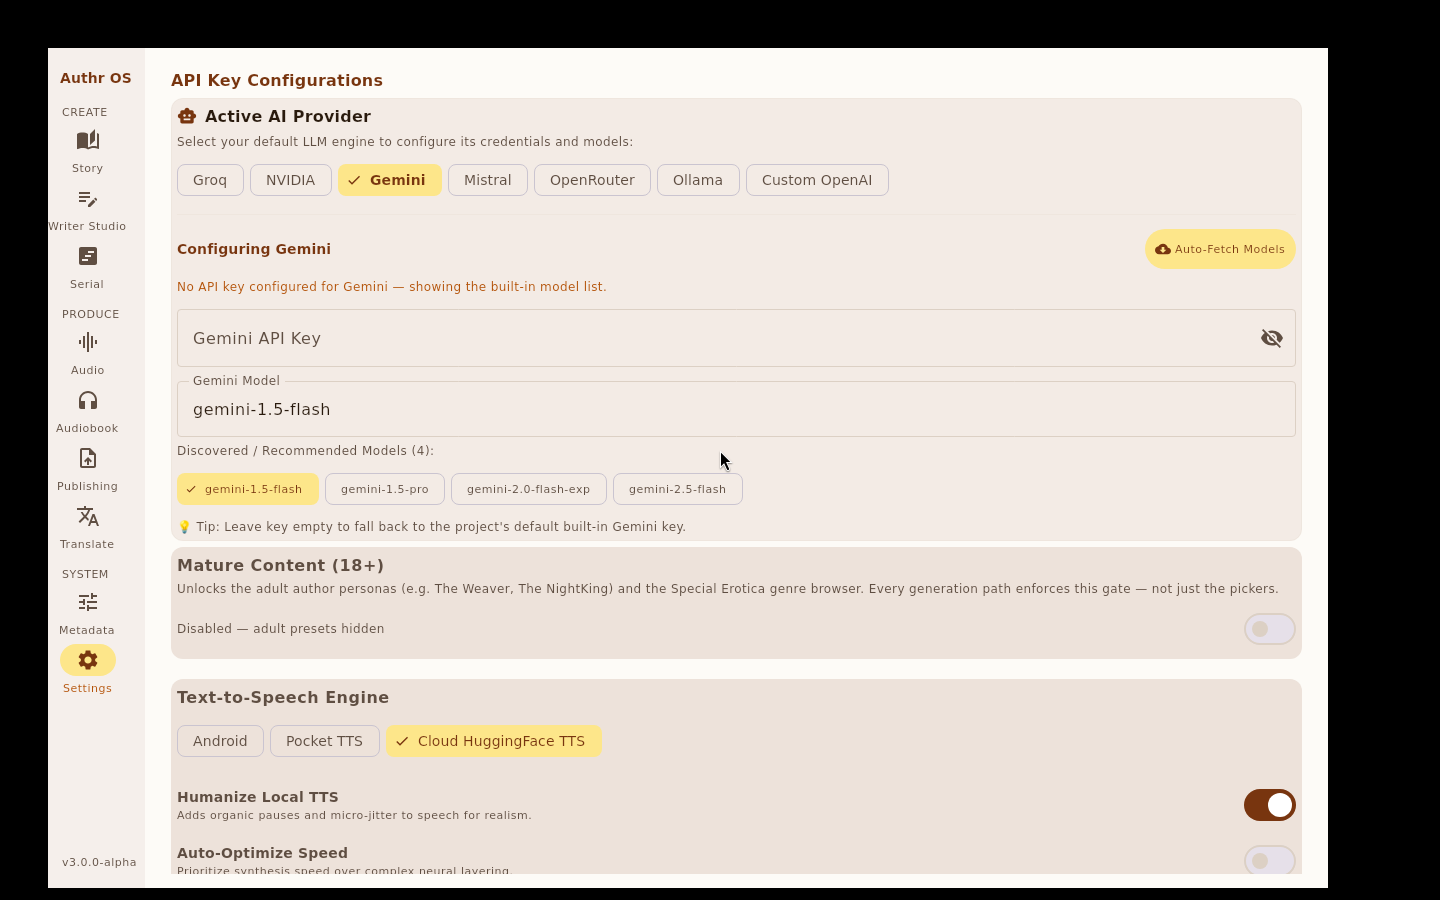 Authr OS
CREATE
Story
Writer Studio
Serial
PRODUCE
Audio
Audiobook
Publishing
Translate
SYSTEM
Metadata
Settings
v3.0.0-alpha
API Key Configurations
Active AI Provider
Select your default LLM engine to configure its credentials and models:
Groq NVIDIA Gemini Mistral OpenRouter Ollama Custom OpenAI
Configuring Gemini
Auto-Fetch Models
No API key configured for Gemini — showing the built-in model list.
Gemini API Key
Gemini Model
gemini-1.5-flash
Discovered / Recommended Models (4):
gemini-1.5-flash gemini-1.5-pro gemini-2.0-flash-exp gemini-2.5-flash
💡 Tip: Leave key empty to fall back to the project's default built-in Gemini key.
Mature Content (18+)
Unlocks the adult author personas (e.g. The Weaver, The NightKing) and the Special Erotica genre browser. Every generation path enforces this gate — not just the pickers.
Disabled — adult presets hidden
Text-to-Speech Engine
Android Pocket TTS Cloud HuggingFace TTS
Humanize Local TTS
Adds organic pauses and micro-jitter to speech for realism.
Auto-Optimize Speed
Prioritize synthesis speed over complex neural layering.